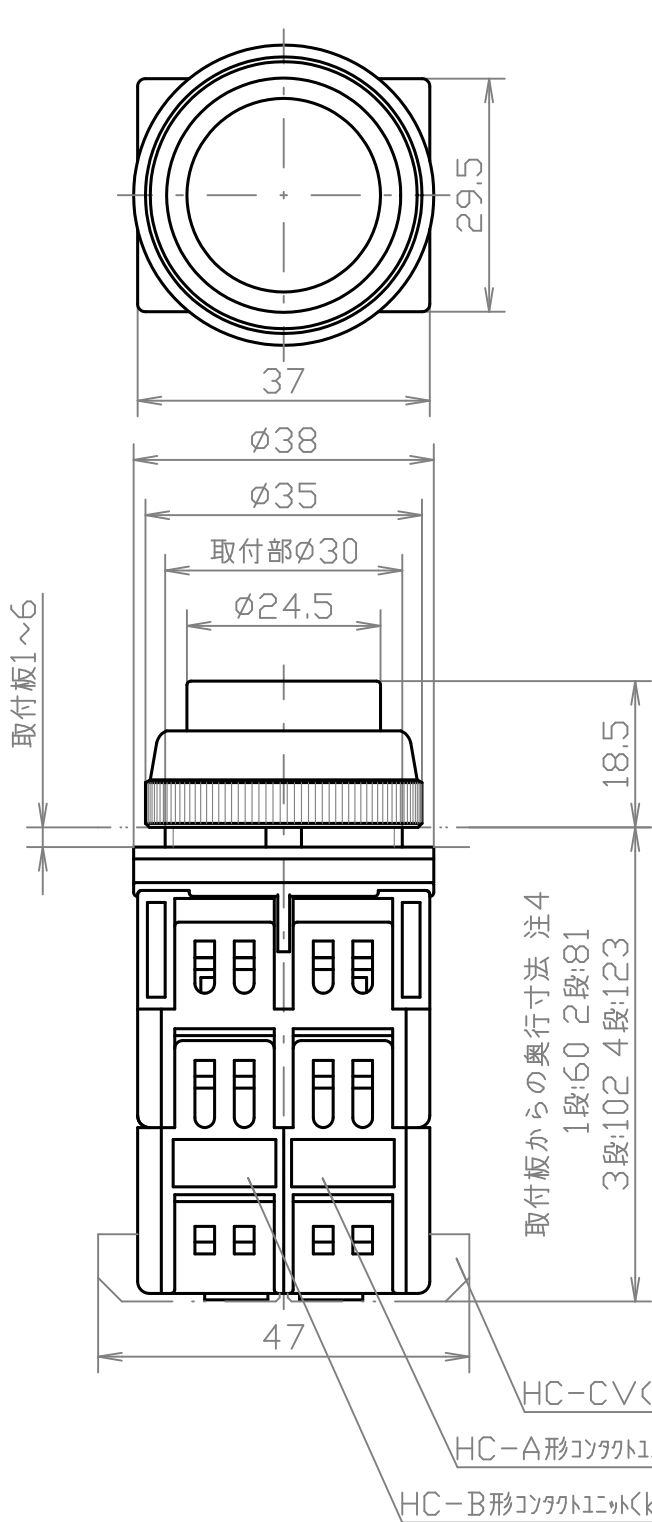 29.5
37
ø38
ø35
取付部ø30
ø24.5
取付板1～6
18.5
取付板からの奥行寸法 注4
1段:60 2段:81
3段:102 4段:123
47
HC-CV(
HC-A形ｺﾝﾀｸﾄﾕ
HC-B形ｺﾝﾀｸﾄﾕﾆｯﾄ(k